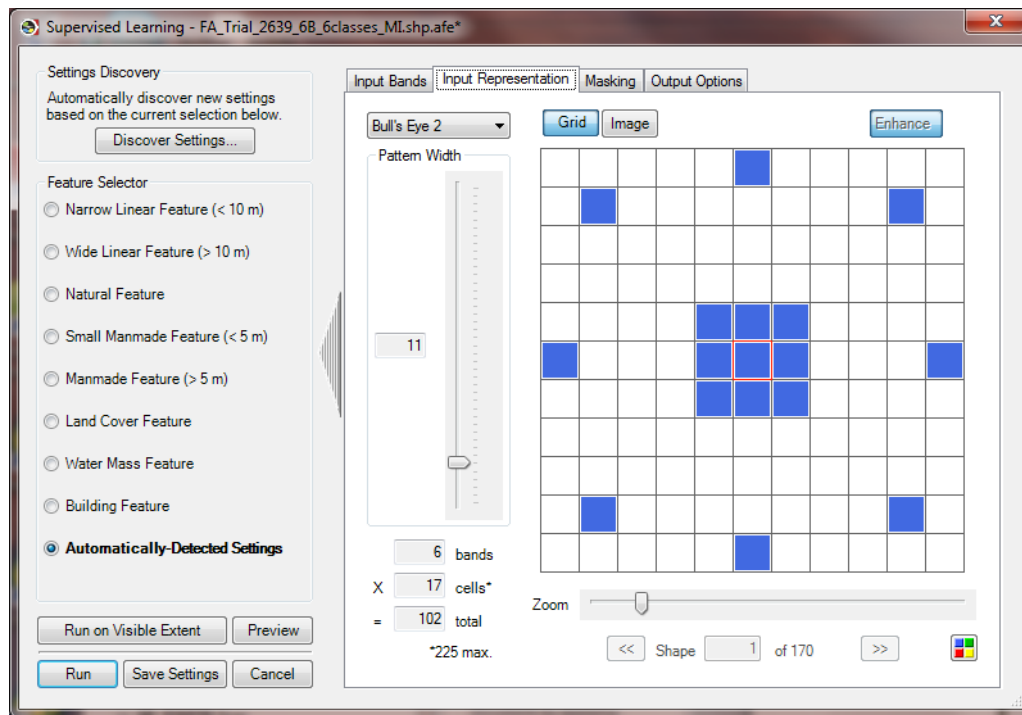 Supervised Learning - FA_Trial_2639_6B_6classes_MI.shp.afe*
Settings Discovery
Automatically discover new settings
based on the current selection below.
Discover Settings...
Feature Selector
Narrow Linear Feature (< 10 m)
Wide Linear Feature (> 10 m)
Natural Feature
Small Manmade Feature (< 5 m)
Manmade Feature (> 5 m)
Land Cover Feature
Water Mass Feature
Building Feature
Automatically-Detected Settings
Run on Visible Extent Preview
Run Save Settings Cancel
Input Bands Input Representation Masking Output Options
Bull's Eye 2 Grid Image Enhance
Pattern Width
11
6 bands
X 17 cells*
= 102 total
*225 max.
Zoom
<< Shape 1 of 170 >>